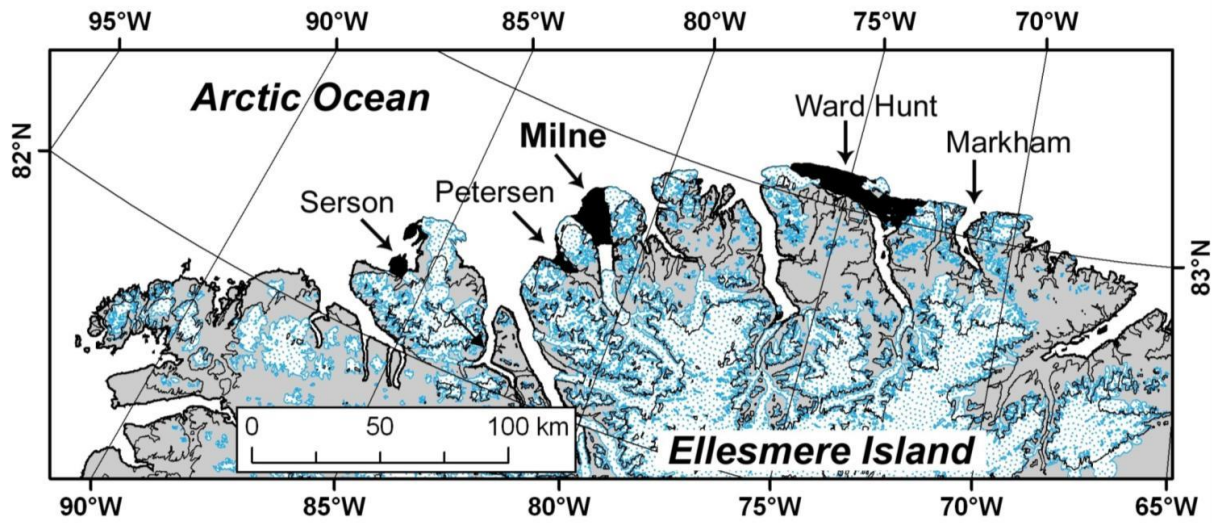 95°W 90°W 85°W 80°W 75°W 70°W
Arctic Ocean
Ward Hunt
Milne
Markham
82°N
Petersen
Serson
83°N
0 50 100 km
Ellesmere Island
90°W 85°W 80°W 75°W 70°W 65°W